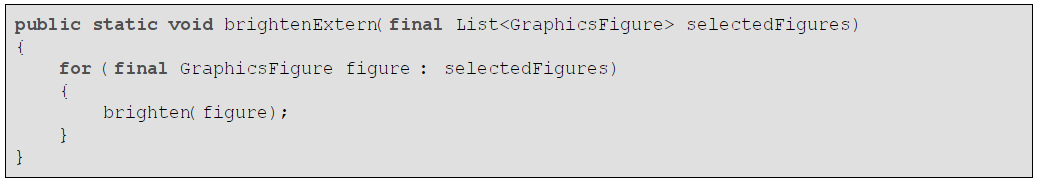 public static void brightenExtern(final List<GraphicsFigure> selectedFigures)
{
    for (final GraphicsFigure figure : selectedFigures)
    {
        brighten(figure);
    }
}